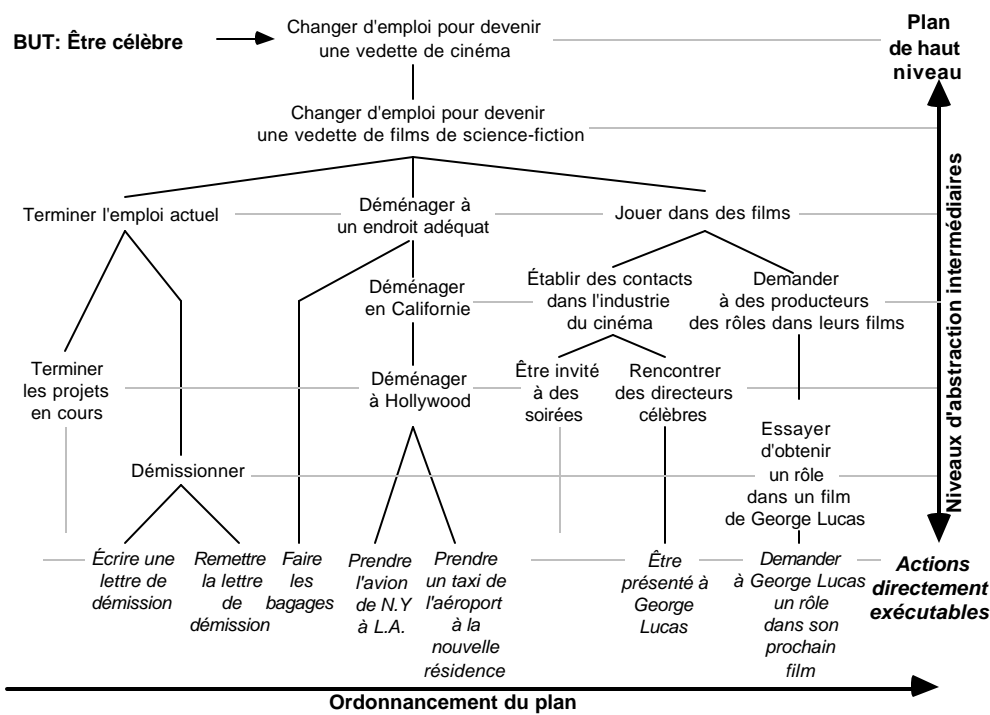 BUT: Être célèbre
Changer d'emploi pour devenir
une vedette de cinéma
Plan
de haut
niveau
Changer d'emploi pour devenir
une vedette de films de science-fiction
Terminer l'emploi actuel
Déménager à
un endroit adéquat
Jouer dans des films
Déménager
en Californie
Établir des contacts
dans l'industrie
du cinéma
Demander
à des producteurs
des rôles dans leurs films
Terminer
les projets
en cours
Déménager
à Hollywood
Être invité
à des
soirées
Rencontrer
des directeurs
célèbres
Essayer
d'obtenir
un rôle
dans un film
de George Lucas
Démissionner
Niveaux d'abstraction intermédiaires
Écrire une
lettre de
démission
Remettre
la lettre
de
démission
Faire
les
bagages
Prendre
l'avion
de N.Y
à L.A.
Prendre
un taxi de
l'aéroport
à la
nouvelle
résidence
Être
présenté à
George
Lucas
Demander
à George Lucas
un rôle
dans son
prochain
film
Actions
directement
exécutables
Ordonnancement du plan